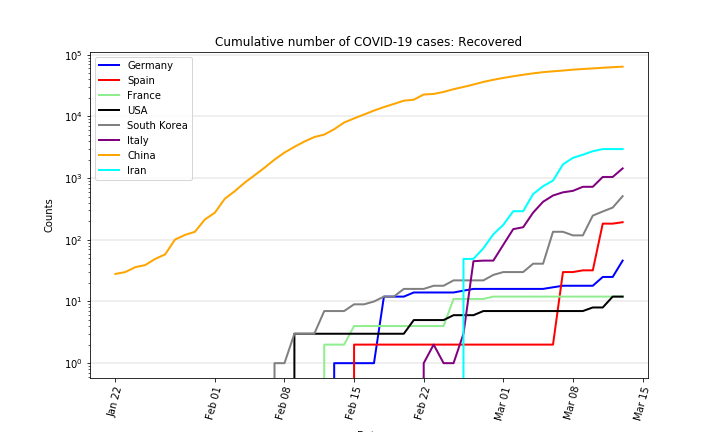 Cumulative number of COVID-19 cases: Recovered
10⁵
10⁴
10³
10²
10¹
10⁰
Counts
Germany
Spain
France
USA
South Korea
Italy
China
Iran
Jan 22
Feb 01
Feb 08
Feb 15
Feb 22
Mar 01
Mar 08
Mar 15